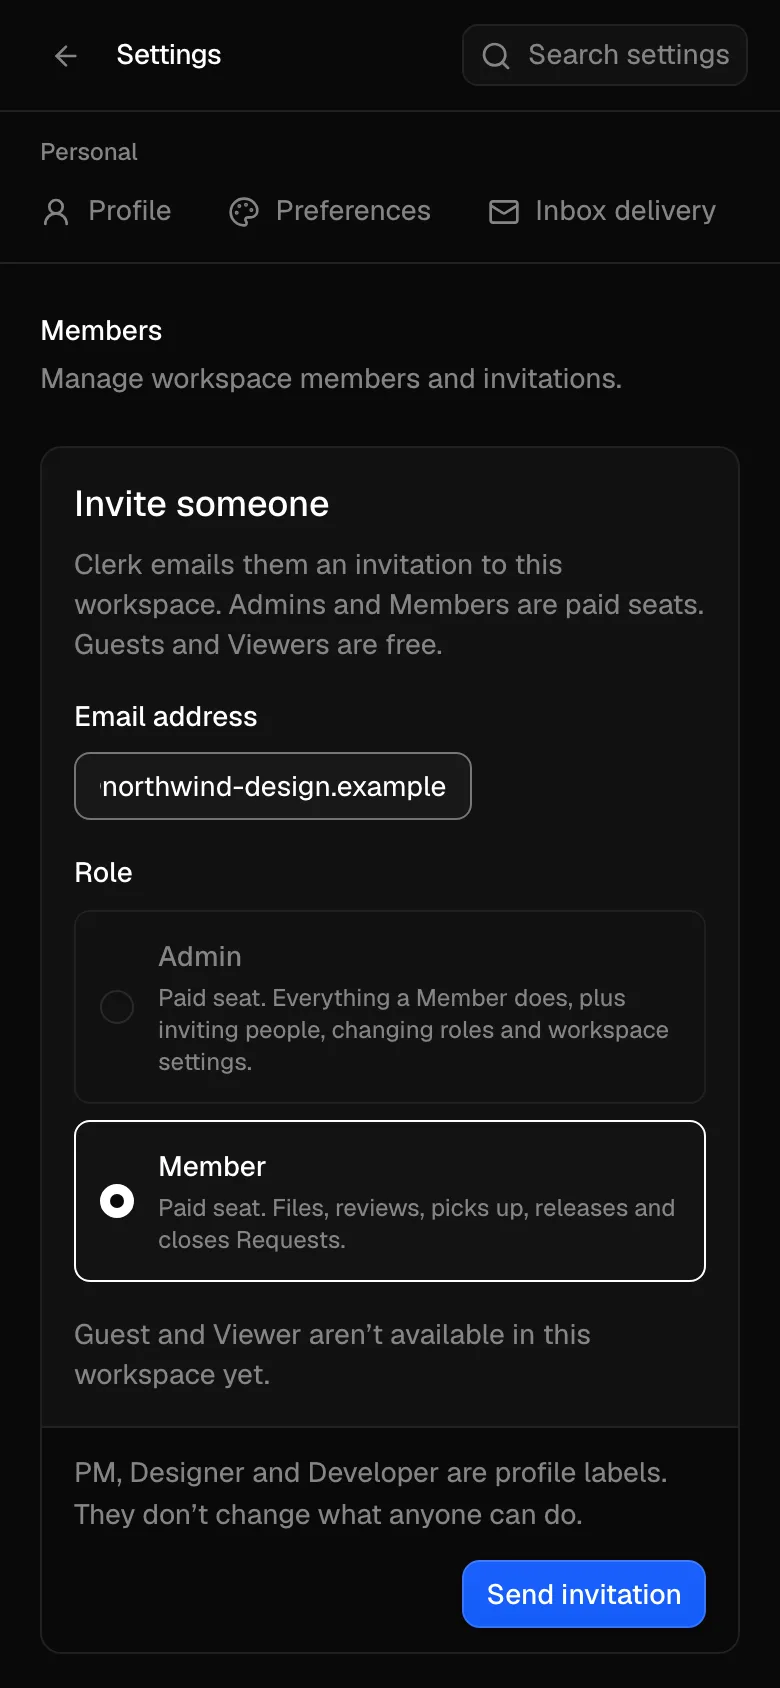 Settings
Search settings
Personal
Profile
Preferences
Inbox delivery
Members
Manage workspace members and invitations.
Invite someone
Clerk emails them an invitation to this
workspace. Admins and Members are paid seats.
Guests and Viewers are free.
Email address
northwind-design.example
Role
Admin
Paid seat. Everything a Member does, plus
inviting people, changing roles and workspace
settings.
Member
Paid seat. Files, reviews, picks up, releases and
closes Requests.
Guest and Viewer aren’t available in this
workspace yet.
PM, Designer and Developer are profile labels.
They don’t change what anyone can do.
Send invitation